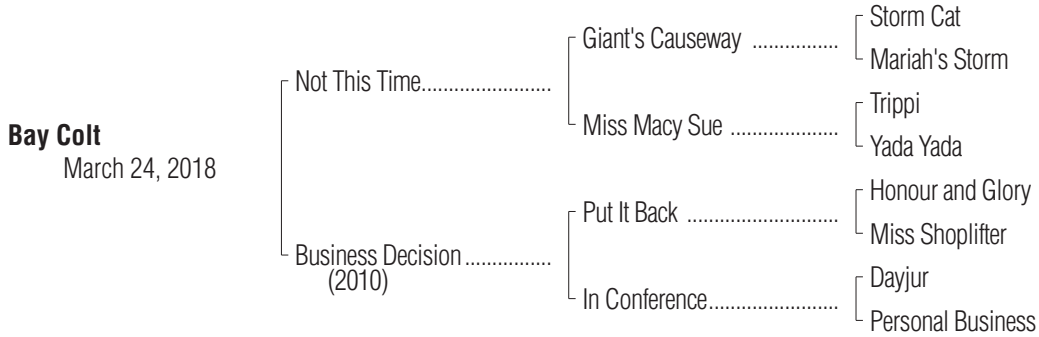 Storm Cat
Giant's Causeway ................
Mariah's Storm
Not This Time........................
Trippi
Miss Macy Sue ....................
Yada Yada
Bay Colt
March 24, 2018
Honour and Glory
Put It Back ............................
Miss Shoplifter
Business Decision ................
(2010)
Dayjur
In Conference........................
Personal Business